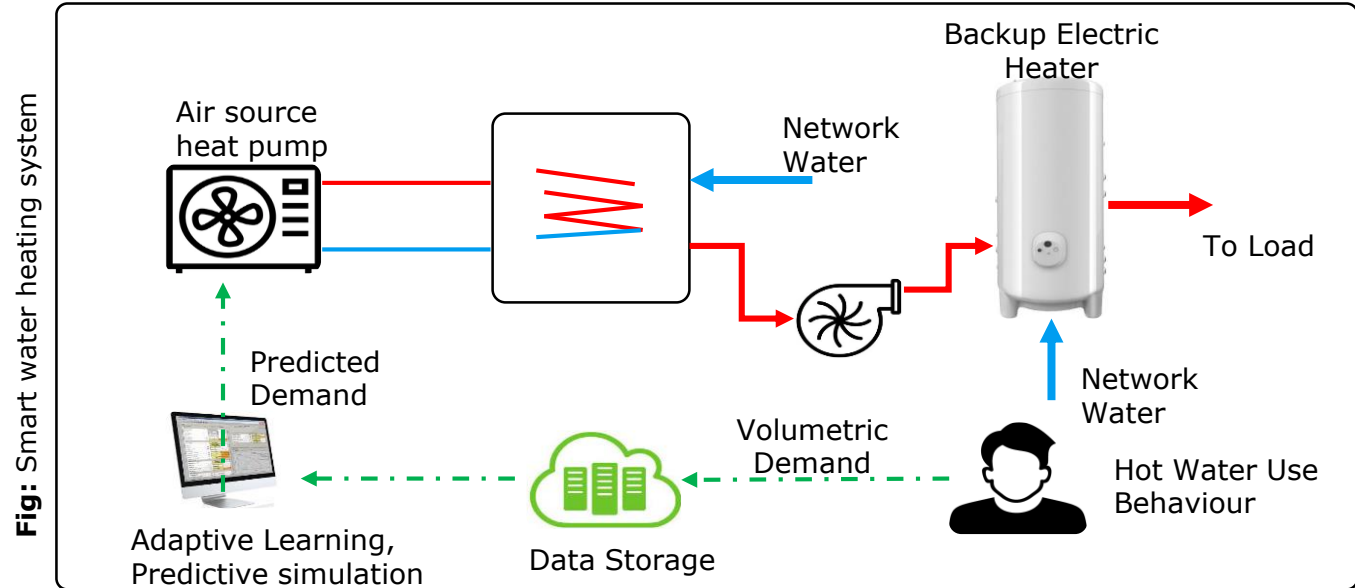 Fig: Smart water heating system
Backup Electric
Heater
Air source
heat pump
Network
Water
To Load
Predicted
Demand
Network
Water
Volumetric
Demand
Hot Water Use
Behaviour
Adaptive Learning,
Predictive simulation
Data Storage